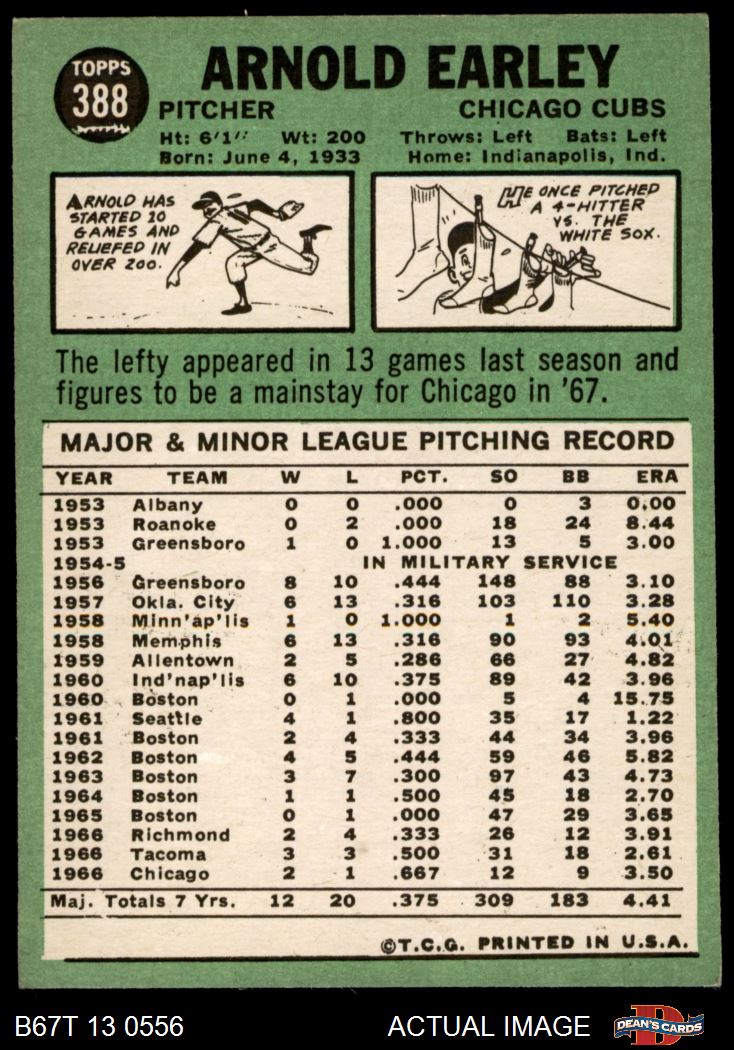 TOPPS
388
ARNOLD EARLEY
PITCHER CHICAGO CUBS
Ht: 6'1" Wt: 200 Throws: Left Bats: Left
Born: June 4, 1933 Home: Indianapolis, Ind.
ARNOLD HAS
STARTED 10
GAMES AND
RELIEFED IN
OVER 200.
HE ONCE PITCHED
A 4-HITTER
VS. THE
WHITE SOX.
The lefty appeared in 13 games last season and
figures to be a mainstay for Chicago in '67.
MAJOR & MINOR LEAGUE PITCHING RECORD
YEAR TEAM W L PCT. SO BB ERA
1953 Albany 0 0 .000 0 3 0.00
1953 Roanoke 0 2 .000 18 24 8.44
1953 Greensboro 1 0 1.000 13 5 3.00
1954-5 IN MILITARY SERVICE
1956 Greensboro 8 10 .444 148 88 3.10
1957 Okla. City 6 13 .316 103 110 3.28
1958 Minn'ap'lis 1 0 1.000 1 2 5.40
1958 Memphis 6 13 .316 90 93 4.01
1959 Allentown 2 5 .286 66 27 4.82
1960 Ind'nap'lis 6 10 .375 89 42 3.96
1960 Boston 0 1 .000 5 4 15.75
1961 Seattle 4 1 .800 35 17 1.22
1961 Boston 2 4 .333 44 34 3.96
1962 Boston 4 5 .444 59 46 5.82
1963 Boston 3 7 .300 97 43 4.73
1964 Boston 1 1 .500 45 18 2.70
1965 Boston 0 1 .000 47 29 3.65
1966 Richmond 2 4 .333 26 12 3.91
1966 Tacoma 3 3 .500 31 18 2.61
1966 Chicago 2 1 .667 12 9 3.50
Maj. Totals 7 Yrs. 12 20 .375 309 183 4.41
©T.C.G. PRINTED IN U.S.A.
B67T 13 0556 ACTUAL IMAGE DEAN'S CARDS